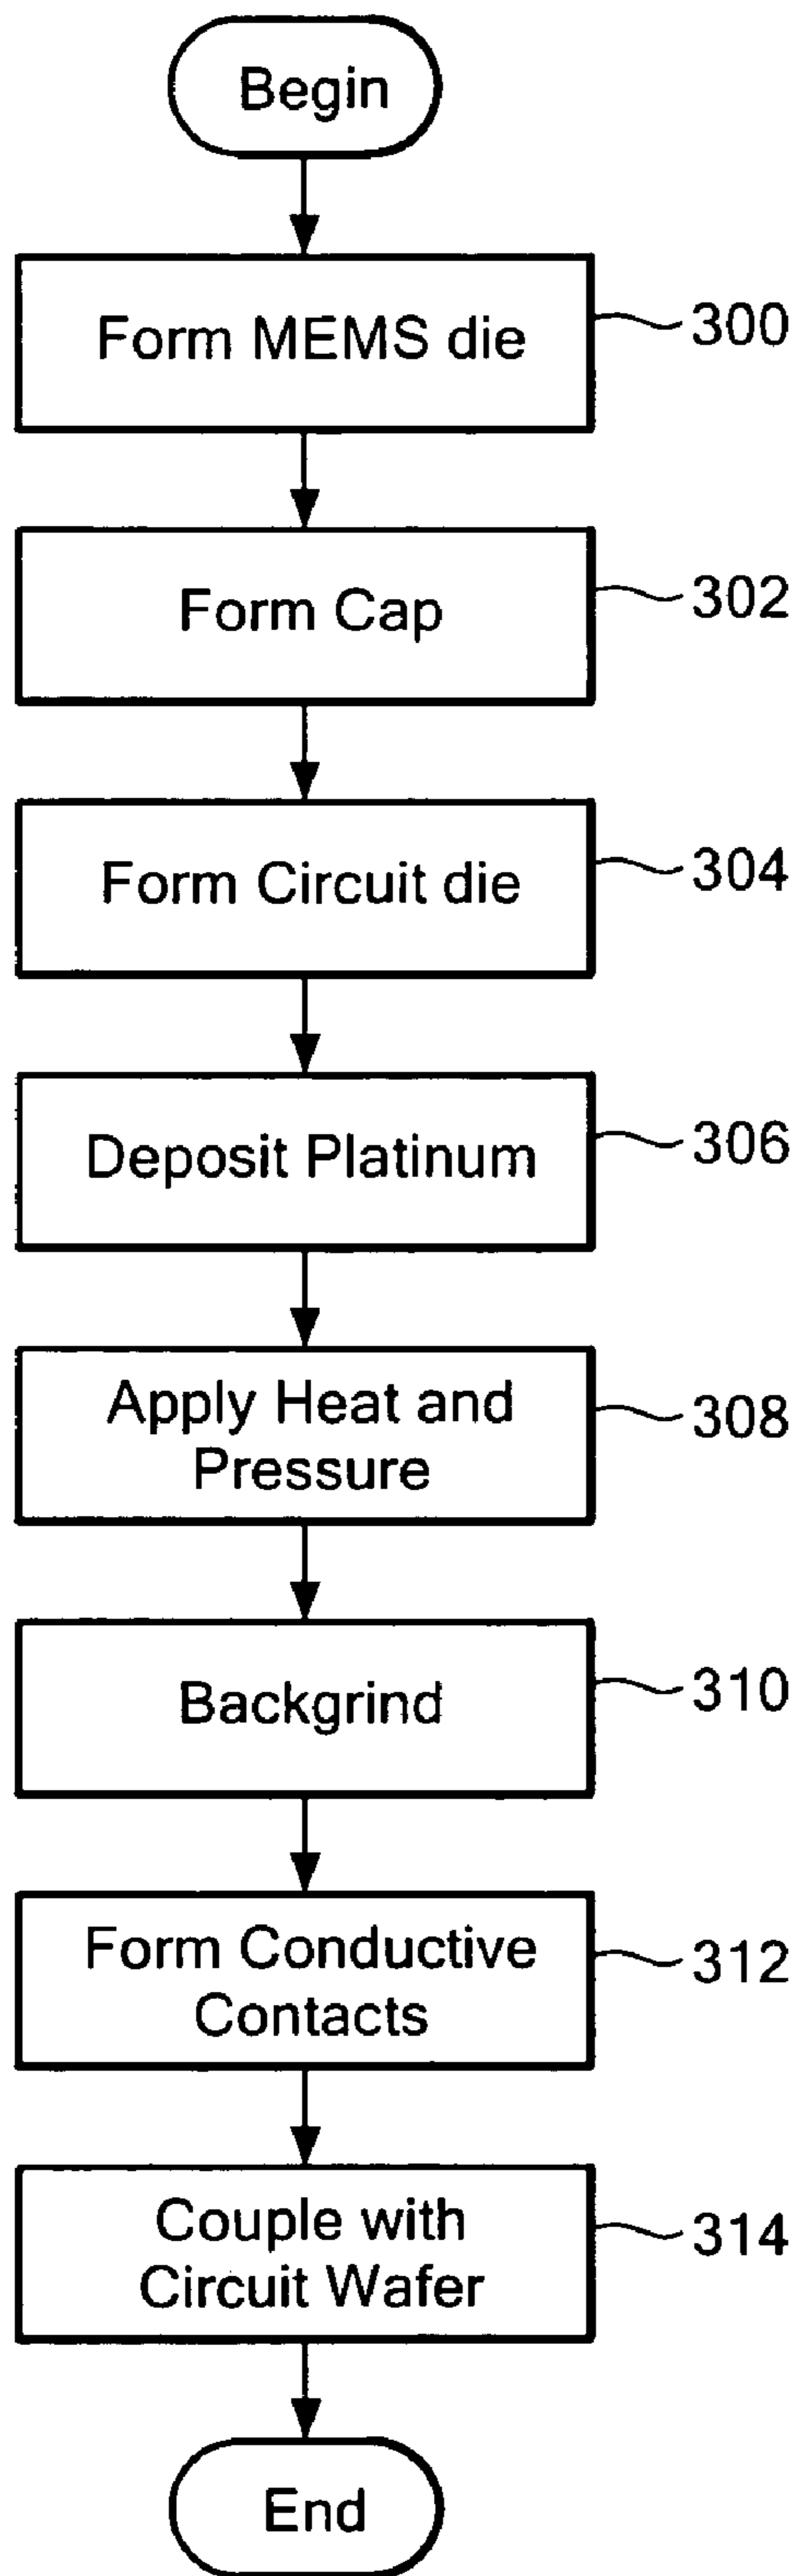 Begin
Form MEMS die
300
Form Cap
302
Form Circuit die
304
Deposit Platinum
306
Apply Heat and
Pressure
308
Backgrind
310
Form Conductive
Contacts
312
Couple with
Circuit Wafer
314
End